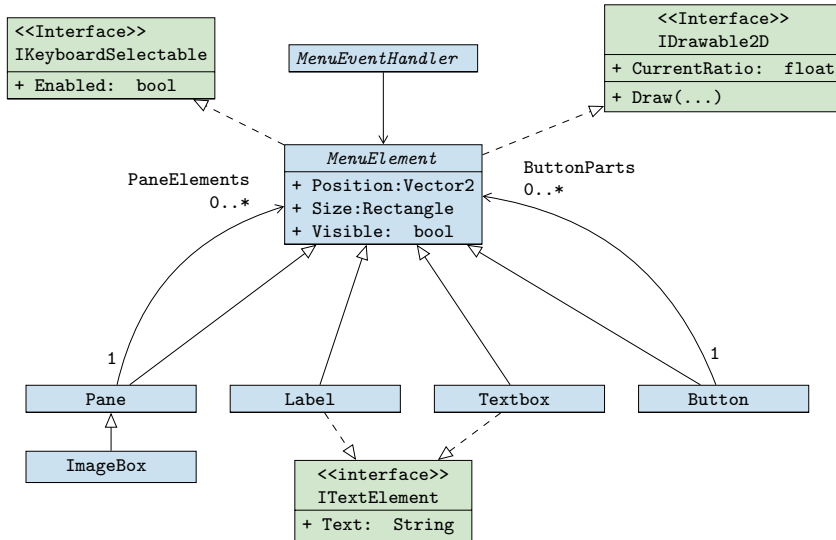 <<Interface>>
IKeyboardSelectable
+ Enabled: bool
MenuEventHandler
<<Interface>>
IDrawable2D
+ CurrentRatio: float
+ Draw(...)
MenuElement
+ Position:Vector2
+ Size:Rectangle
+ Visible: bool
PaneElements
0..*
ButtonParts
0..*
1
1
Pane
Label
Textbox
Button
ImageBox
<<interface>>
ITextElement
+ Text: String